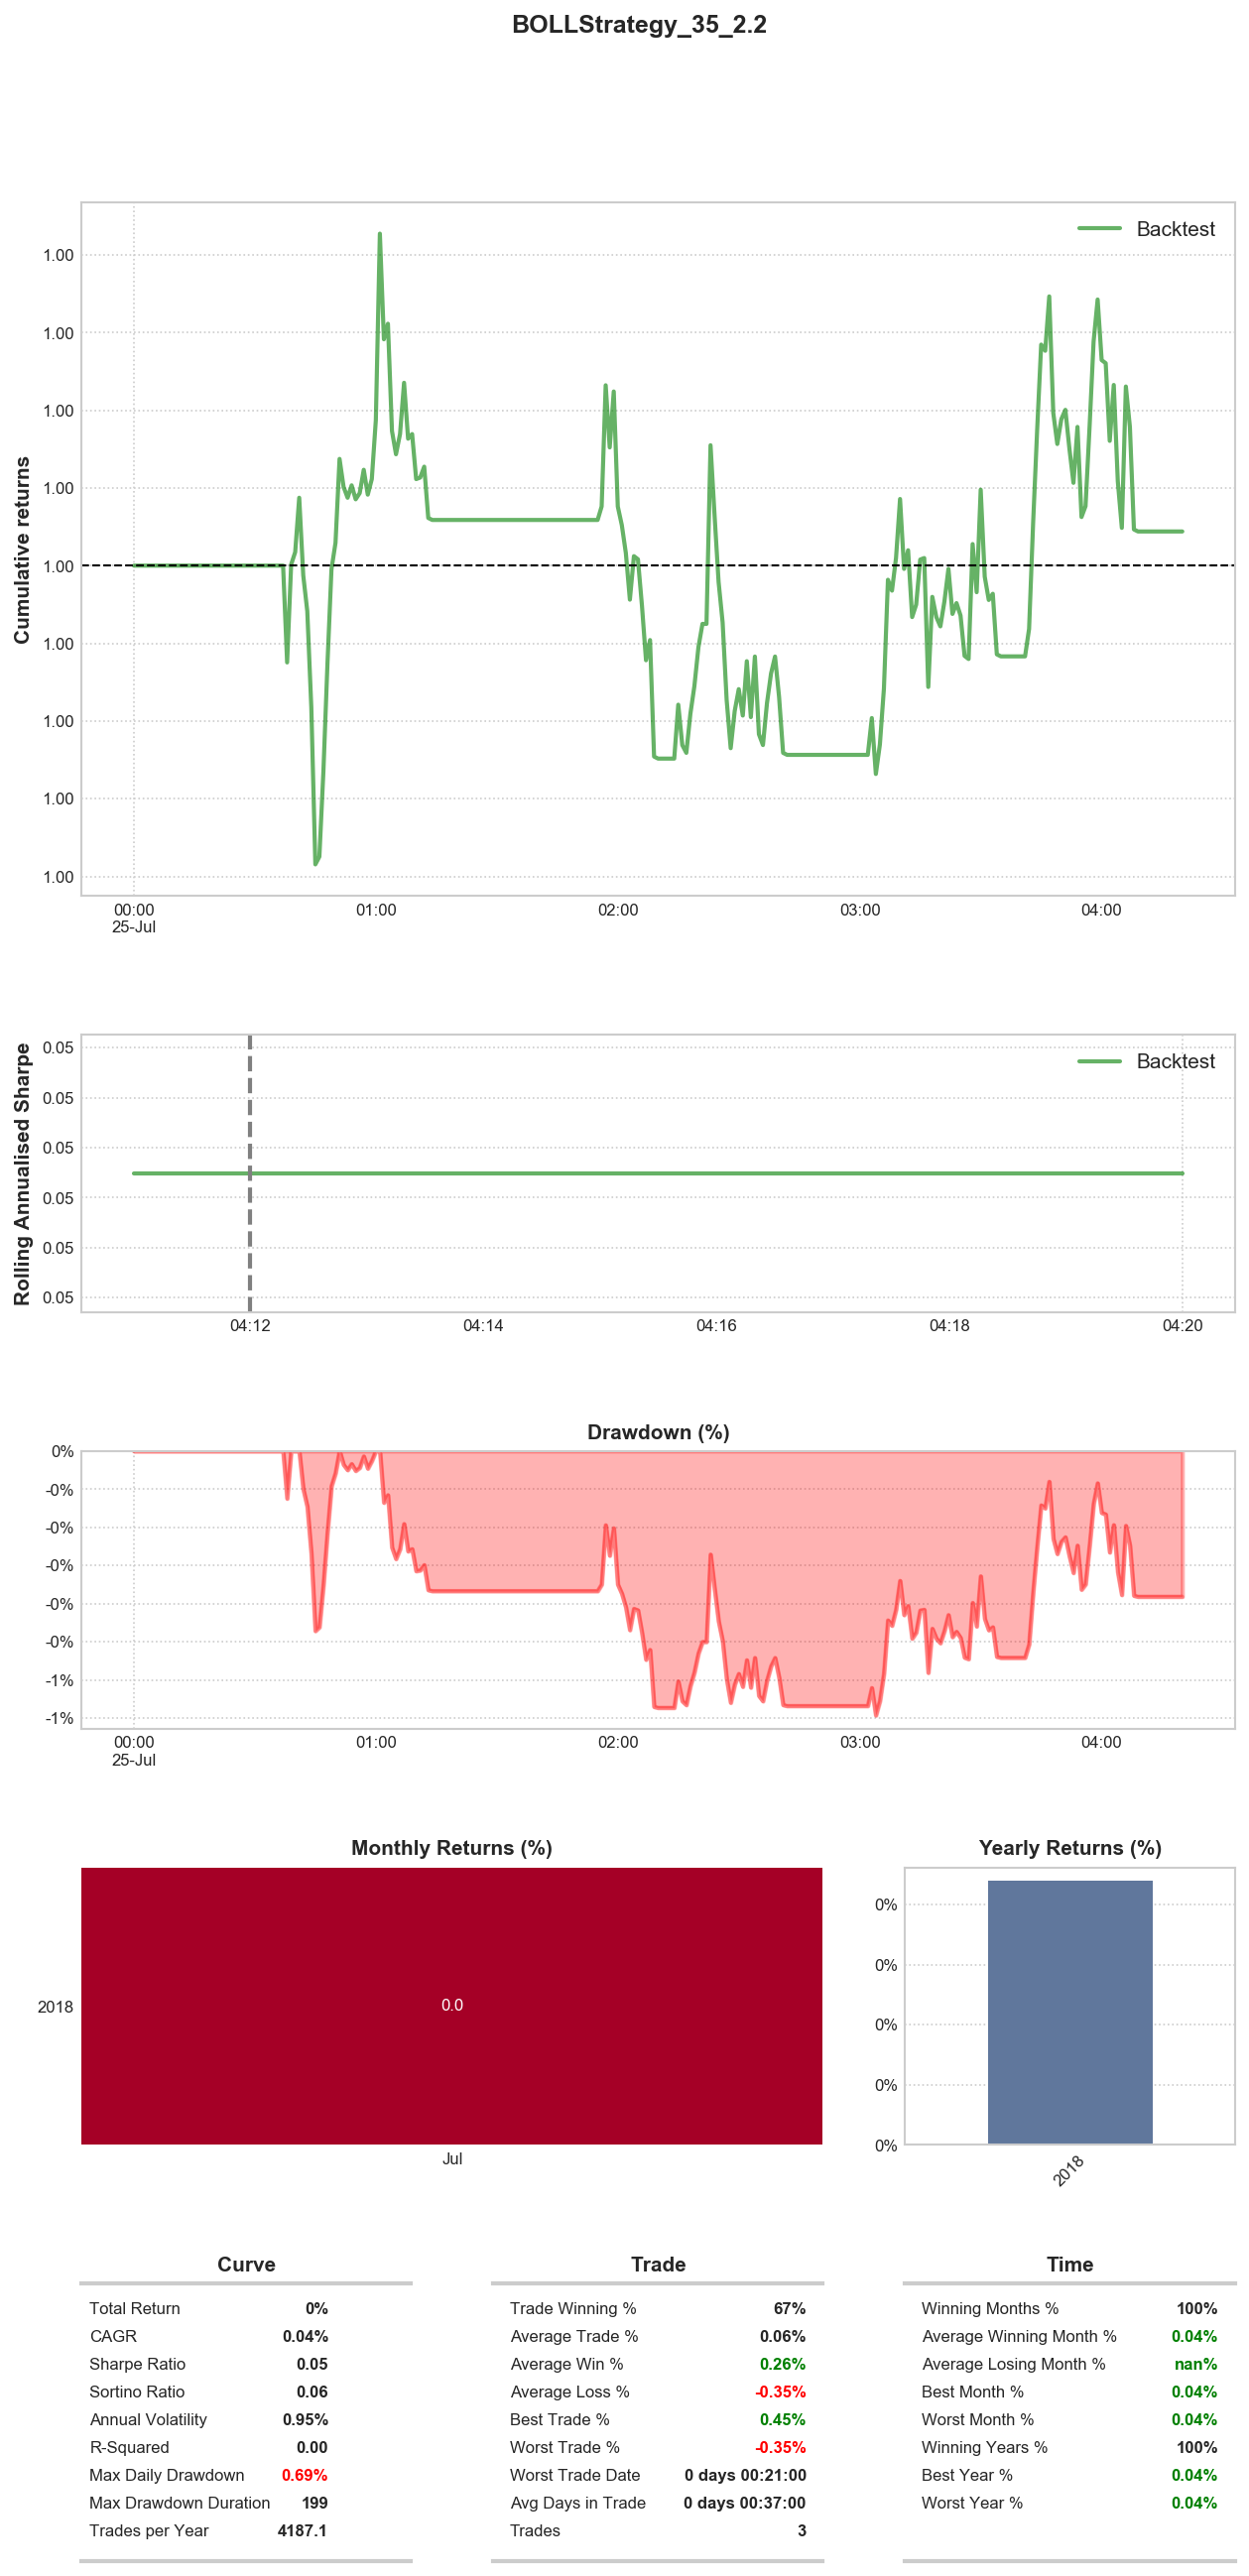 BOLLStrategy_35_2.2
Cumulative returns
Backtest
1.00
1.00
1.00
1.00
1.00
1.00
1.00
1.00
1.00
00:00 01:00 02:00 03:00 04:00
25-Jul
Rolling Annualised Sharpe
Backtest
0.05
0.05
0.05
0.05
0.05
0.05
04:12 04:14 04:16 04:18 04:20
Drawdown (%)
0%
-0%
-0%
-0%
-0%
-0%
-1%
-1%
00:00 01:00 02:00 03:00 04:00
25-Jul
Monthly Returns (%)
2018
0.0
Jul
Yearly Returns (%)
0%
0%
0%
0%
0%
2018
Curve
Total Return 0%
CAGR 0.04%
Sharpe Ratio 0.05
Sortino Ratio 0.06
Annual Volatility 0.95%
R-Squared 0.00
Max Daily Drawdown 0.69%
Max Drawdown Duration 199
Trades per Year 4187.1
Trade
Trade Winning % 67%
Average Trade % 0.06%
Average Win % 0.26%
Average Loss % -0.35%
Best Trade % 0.45%
Worst Trade % -0.35%
Worst Trade Date 0 days 00:21:00
Avg Days in Trade 0 days 00:37:00
Trades 3
Time
Winning Months % 100%
Average Winning Month % 0.04%
Average Losing Month % nan%
Best Month % 0.04%
Worst Month % 0.04%
Winning Years % 100%
Best Year % 0.04%
Worst Year % 0.04%